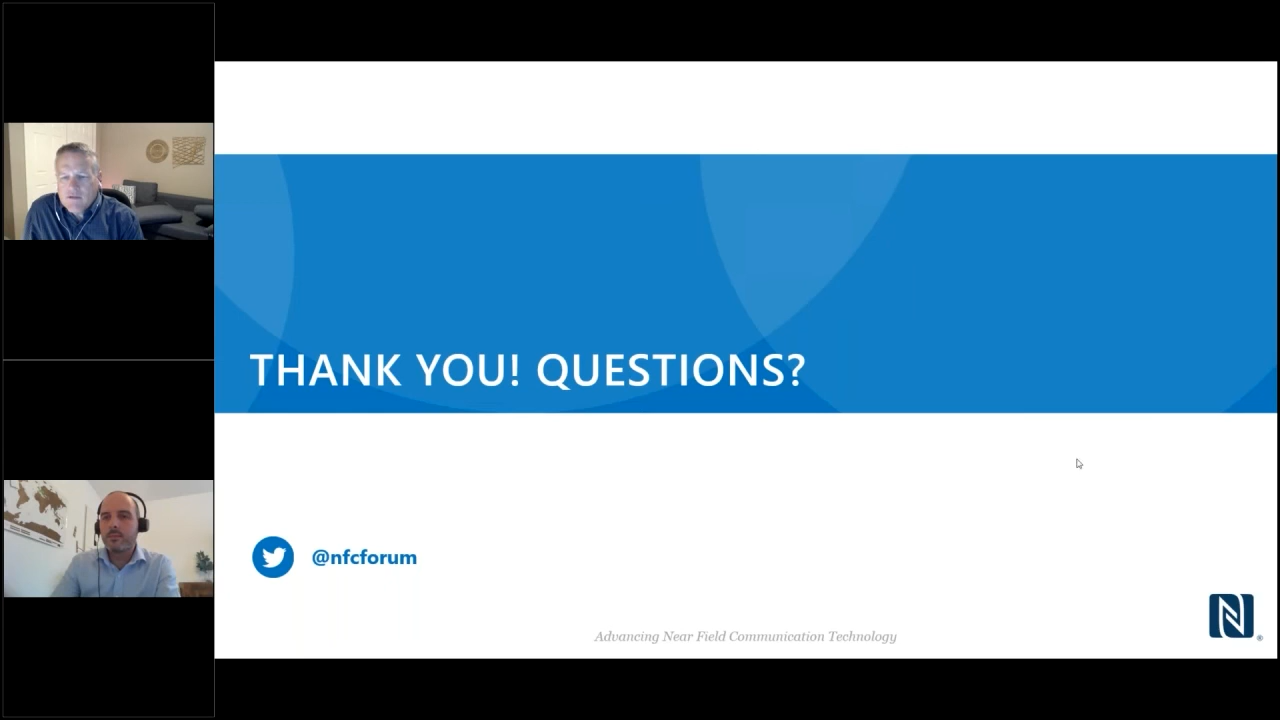 THANK YOU! QUESTIONS?
@nfcforum
Advancing Near Field Communication Technology
®